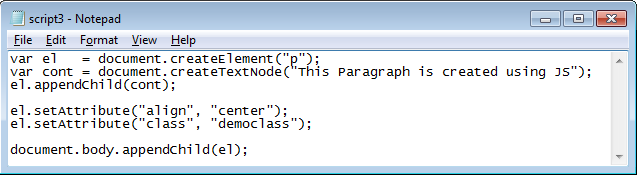 script3 - Notepad
File Edit Format View Help
var el   = document.createElement("p");
var cont = document.createTextNode("This Paragraph is created using JS");
el.appendChild(cont);
el.setAttribute("align", "center");
el.setAttribute("class", "democlass");
document.body.appendChild(el);